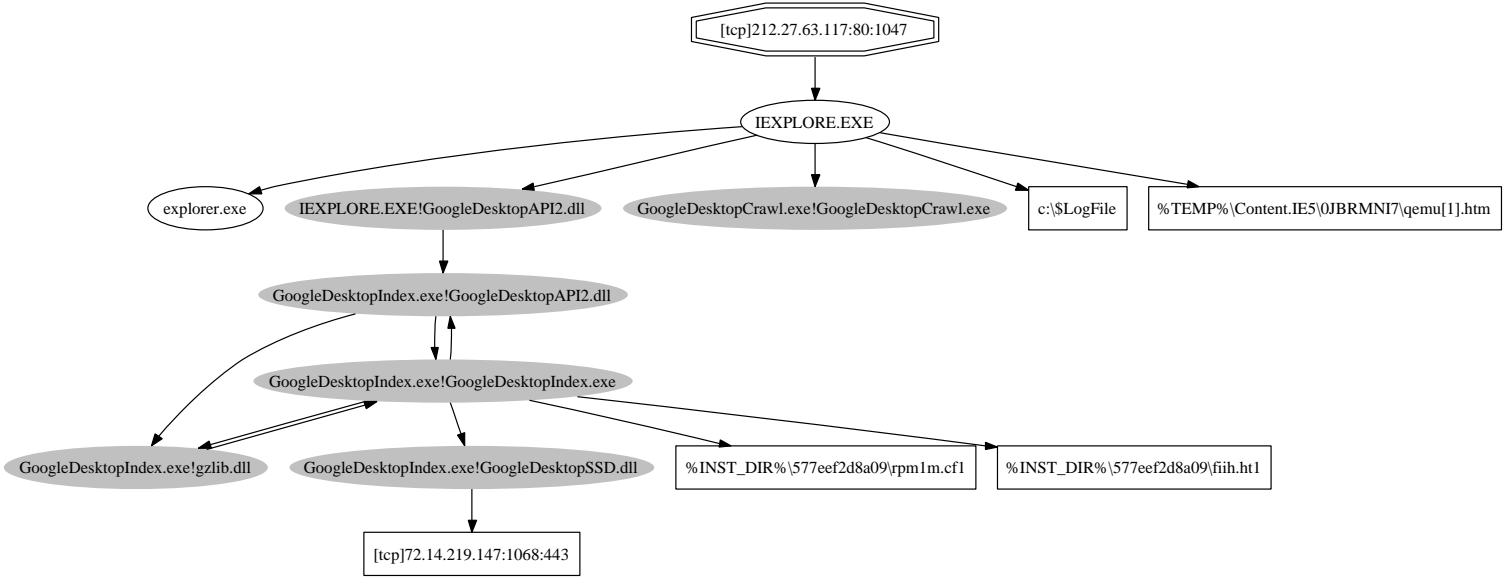 [tcp]212.27.63.117:80:1047
IEXPLORE.EXE
explorer.exe
IEXPLORE.EXE!GoogleDesktopAPI2.dll
GoogleDesktopCrawl.exe!GoogleDesktopCrawl.exe
c:\$LogFile
%TEMP%\Content.IE5\0JBRMNI7\qemu[1].htm
GoogleDesktopIndex.exe!GoogleDesktopAPI2.dll
GoogleDesktopIndex.exe!GoogleDesktopIndex.exe
GoogleDesktopIndex.exe!gzlib.dll
GoogleDesktopIndex.exe!GoogleDesktopSSD.dll
%INST_DIR%\577eef2d8a09\rpm1m.cf1
%INST_DIR%\577eef2d8a09\fiih.ht1
[tcp]72.14.219.147:1068:443